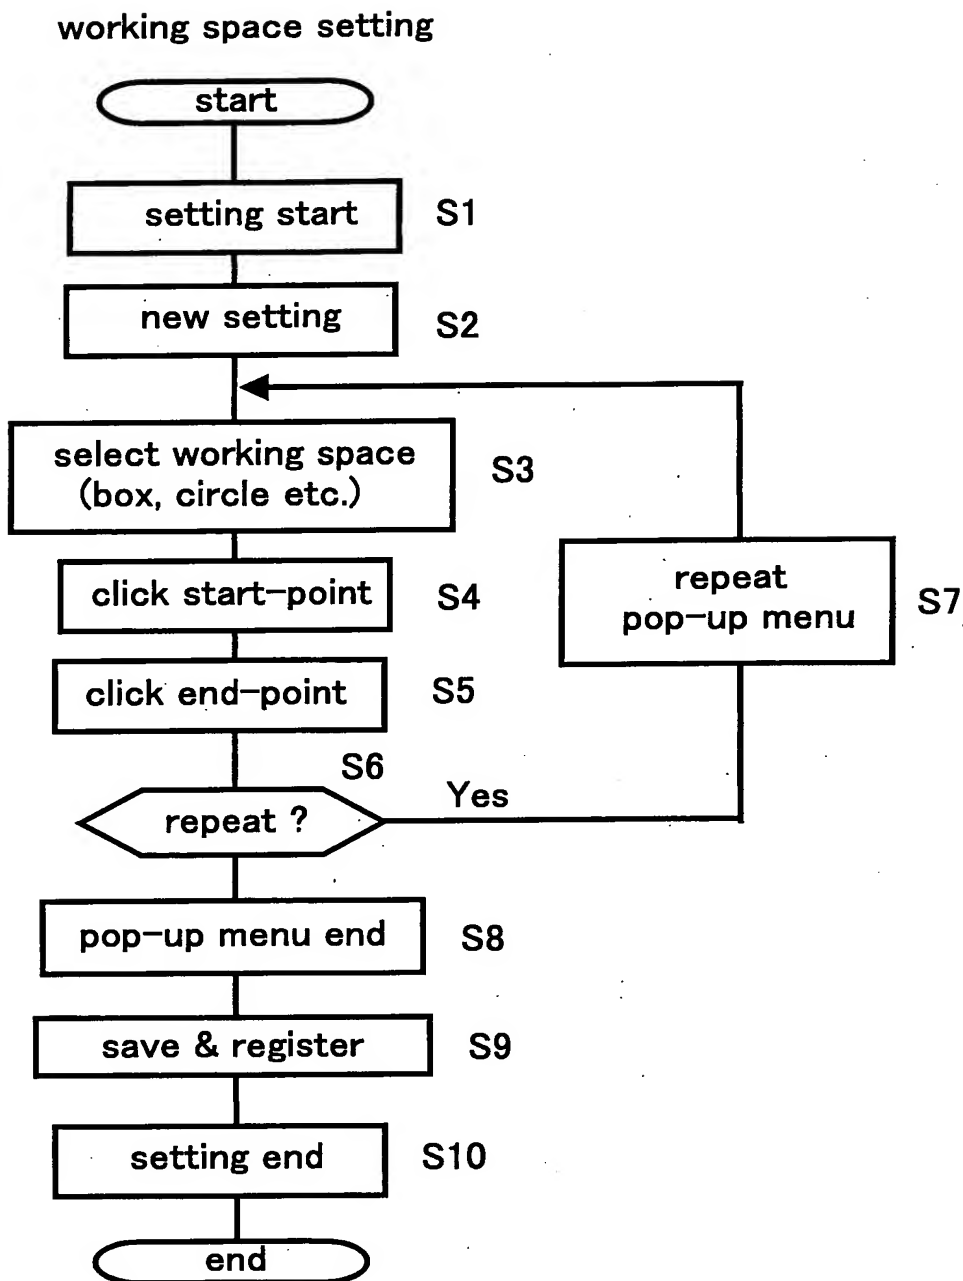 working space setting
start
setting start
S1
new setting
S2
select working space
(box, circle etc.)
S3
click start-point
S4
repeat
pop-up menu
S7
click end-point
S5
S6
repeat ?
Yes
pop-up menu end
S8
save & register
S9
setting end
S10
end